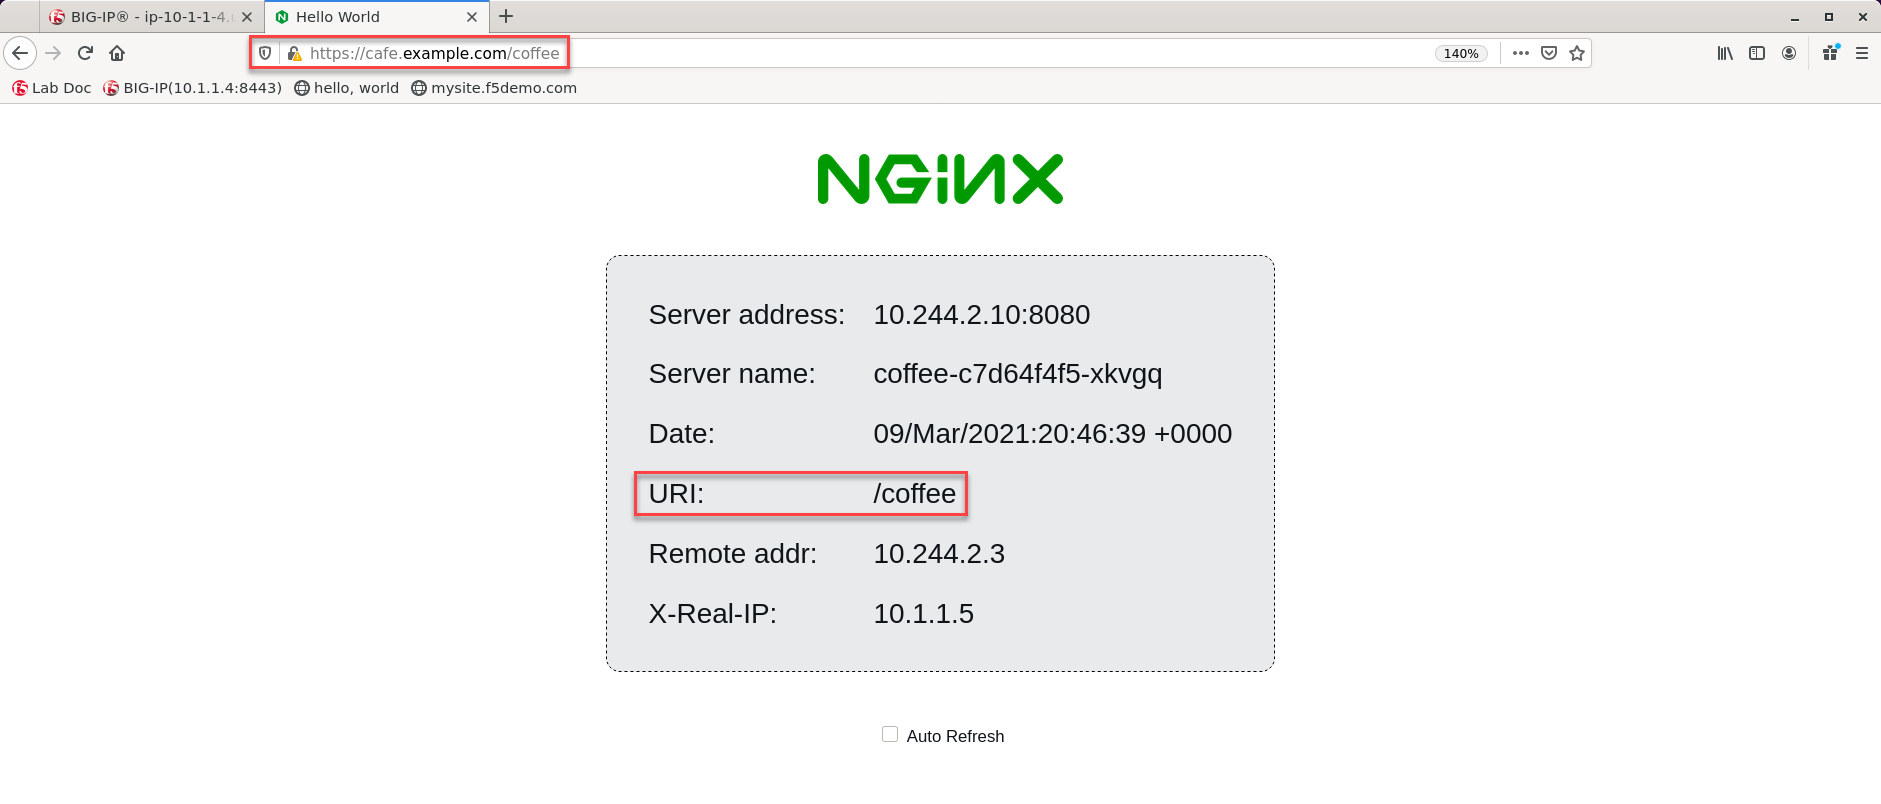 BIG-IP® - ip-10-1-1-4.
Hello World
https://cafe.example.com/coffee
140%
Lab Doc BIG-IP(10.1.1.4:8443) hello, world mysite.f5demo.com
NGINX
Server address: 10.244.2.10:8080
Server name: coffee-c7d64f4f5-xkvgq
Date: 09/Mar/2021:20:46:39 +0000
URI: /coffee
Remote addr: 10.244.2.3
X-Real-IP: 10.1.1.5
Auto Refresh